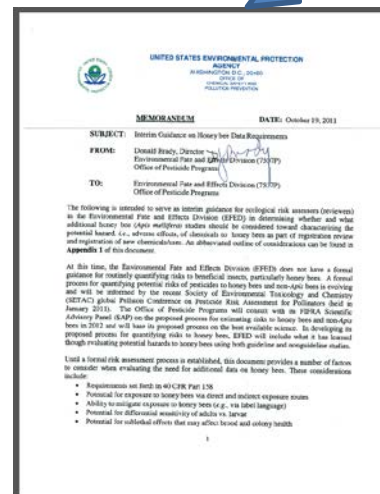 UNITED STATES ENVIRONMENTAL PROTECTION
AGENCY
WASHINGTON D.C., 20460
OFFICE OF
CHEMICAL SAFETY AND
POLLUTION PREVENTION
MEMORANDUM DATE: October 19, 2011
SUBJECT: Interim Guidance on Honey bee Data Requirements
FROM: Donald Brady, Director
Environmental Fate and Effects Division (7507P)
Office of Pesticide Programs
TO: Environmental Fate and Effects Division (7507P)
Office of Pesticide Programs
The following is intended to serve as interim guidance for ecological risk assessors (reviewers)
in the Environmental Fate and Effects Division (EFED) in determining whether and what
additional honey bee (Apis mellifera) studies should be considered toward characterizing the
potential hazard, i.e., adverse effects, of chemicals to honey bees as part of registration review
and registration of new chemicals/uses. An abbreviated outline of considerations can be found in
Appendix 1 of this document.
At this time, the Environmental Fate and Effects Division (EFED) does not have a formal
guidance for routinely quantifying risks to beneficial insects, particularly honey bees. A formal
process for quantifying potential risks of pesticides to honey bees and non-Apis bees is evolving
and will be informed by the recent Society of Environmental Toxicology and Chemistry
(SETAC) global Pellston Conference on Pesticide Risk Assessment for Pollinators (held in
January 2011). The Office of Pesticide Programs will consult with its FIFRA Scientific
Advisory Panel (SAP) on the proposed process for estimating risks to honey bees and non-Apis
bees in 2012 and will base its proposed process on the best available science. In developing its
proposed process for quantifying risks to honey bees, EFED will include what it has learned
though evaluating potential hazards to honey bees using both guideline and nonguideline studies.
Until a formal risk assessment process is established, this document provides a number of factors
to consider when evaluating the need for additional data on honey bees. These considerations
include:
• Requirements set forth in 40 CFR Part 158
• Potential for exposure to honey bees via direct and indirect exposure routes
• Ability to mitigate exposure to honey bees (e.g., via label language)
• Potential for differential sensitivity of adults vs. larvae
• Potential for sublethal effects that may affect brood and colony health
1